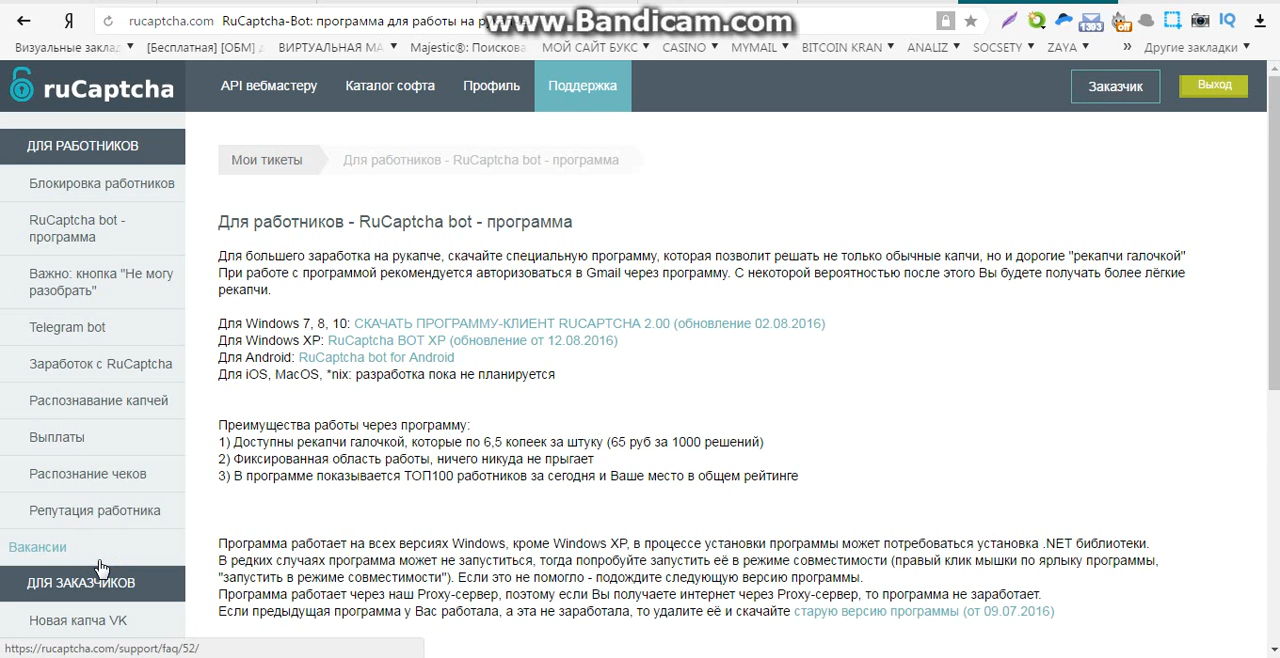 Я
rucaptcha.com RuCaptcha-Bot: программа для работы на
www.Bandicam.com
Визуальные заклад
[Бесплатная] [ОБМ]
ВИРТУАЛЬНАЯ МА
Majestic®: Поискова
МОЙ САЙТ БУКС
CASINO
MYMAIL
BITCOIN KRAN
ANALIZ
SOCSETY
ZAYA
»
Другие закладки
1393
Off
IQ
ruCaptcha
API вебмастеру
Каталог софта
Профиль
Поддержка
Заказчик
Выход
ДЛЯ РАБОТНИКОВ
Блокировка работников
RuCaptcha bot -
программа
Важно: кнопка "Не могу
разобрать"
Telegram bot
Заработок с RuCaptcha
Распознавание капчей
Выплаты
Распознание чеков
Репутация работника
Вакансии
ДЛЯ ЗАКАЗЧИКОВ
Новая капча VK
https://rucaptcha.com/support/faq/52/
Мои тикеты
Для работников - RuCaptcha bot - программа
Для работников - RuCaptcha bot - программа
Для большего заработка на рукапче, скачайте специальную программу, которая позволит решать не только обычные капчи, но и дорогие "рекапчи галочкой"
При работе с программой рекомендуется авторизоваться в Gmail через программу. С некоторой вероятностью после этого Вы будете получать более лёгкие
рекапчи.
Для Windows 7, 8, 10: СКАЧАТЬ ПРОГРАММУ-КЛИЕНТ RUCAPTCHA 2.00 (обновление 02.08.2016)
Для Windows XP: RuCaptcha BOT XP (обновление от 12.08.2016)
Для Android: RuCaptcha bot for Android
Для iOS, MacOS, *nix: разработка пока не планируется
Преимущества работы через программу:
1) Доступны рекапчи галочкой, которые по 6,5 копеек за штуку (65 руб за 1000 решений)
2) Фиксированная область работы, ничего никуда не прыгает
3) В программе показывается ТОП100 работников за сегодня и Ваше место в общем рейтинге
Программа работает на всех версиях Windows, кроме Windows XP, в процессе установки программы может потребоваться установка .NET библиотеки.
В редких случаях программа может не запуститься, тогда попробуйте запустить её в режиме совместимости (правый клик мышки по ярлыку программы,
"запустить в режиме совместимости"). Если это не помогло - подождите следующую версию программы.
Программа работает через наш Proxy-сервер, поэтому если Вы получаете интернет через Proxy-сервер, то программа не заработает.
Если предыдущая программа у Вас работала, а эта не заработала, то удалите её и скачайте старую версию программы (от 09.07.2016)